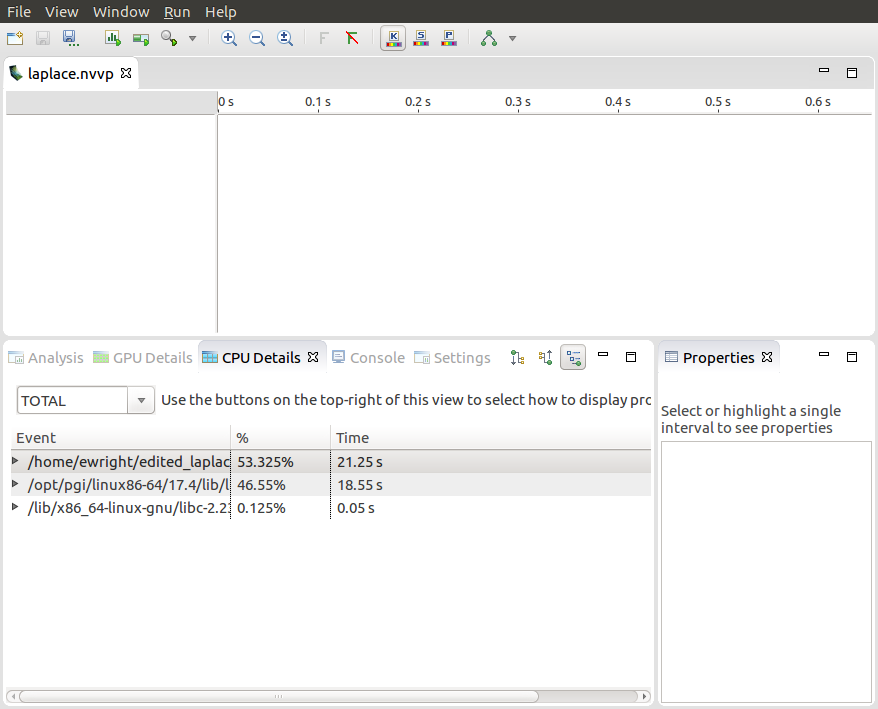 File View Window Run Help
laplace.nvvp
0 s 0.1 s 0.2 s 0.3 s 0.4 s 0.5 s 0.6 s
Analysis GPU Details CPU Details Console Settings
Properties
TOTAL Use the buttons on the top-right of this view to select how to display pro
Select or highlight a single
interval to see properties
Event % Time
/home/ewright/edited_laplac 53.325% 21.25 s
/opt/pgi/linux86-64/17.4/lib/l 46.55% 18.55 s
/lib/x86_64-linux-gnu/libc-2.23 0.125% 0.05 s